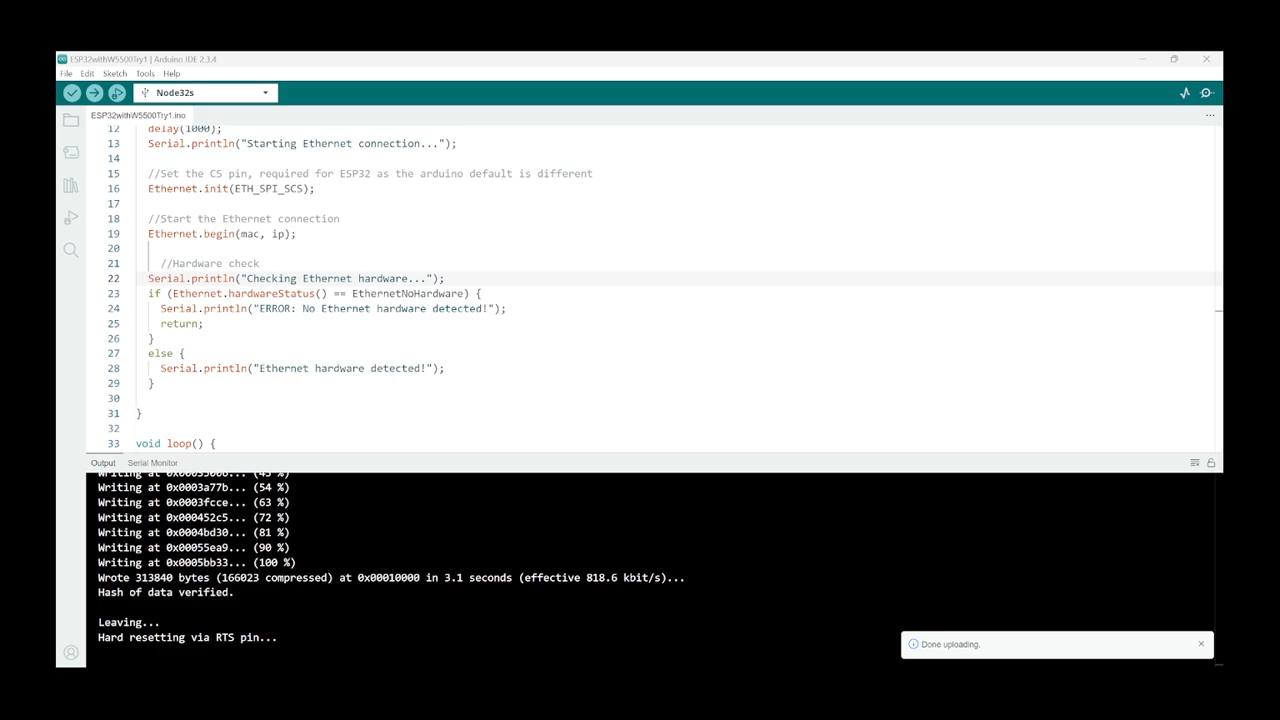 ESP32withW5500Try1 | Arduino IDE 2.3.4
File Edit Sketch Tools Help
Node32s
ESP32withW5500Try1.ino
12 delay(1000);
13 Serial.println("Starting Ethernet connection...");
14
15 //Set the CS pin, required for ESP32 as the arduino default is different
16 Ethernet.init(ETH_SPI_SCS);
17
18 //Start the Ethernet connection
19 Ethernet.begin(mac, ip);
20
21 //Hardware check
22 Serial.println("Checking Ethernet hardware...");
23 if (Ethernet.hardwareStatus() == EthernetNoHardware) {
24 Serial.println("ERROR: No Ethernet hardware detected!");
25 return;
26 }
27 else {
28 Serial.println("Ethernet hardware detected!");
29 }
30
31 }
32
33 void loop() {
Output Serial Monitor
Writing at (45 %)
Writing at 0x0003a77b... (54 %)
Writing at 0x0003fcce... (63 %)
Writing at 0x000452c5... (72 %)
Writing at 0x0004bd30... (81 %)
Writing at 0x00055ea9... (90 %)
Writing at 0x0005bb33... (100 %)
Wrote 313840 bytes (166023 compressed) at 0x00010000 in 3.1 seconds (effective 818.6 kbit/s)...
Hash of data verified.
Leaving...
Hard resetting via RTS pin...
Done uploading.